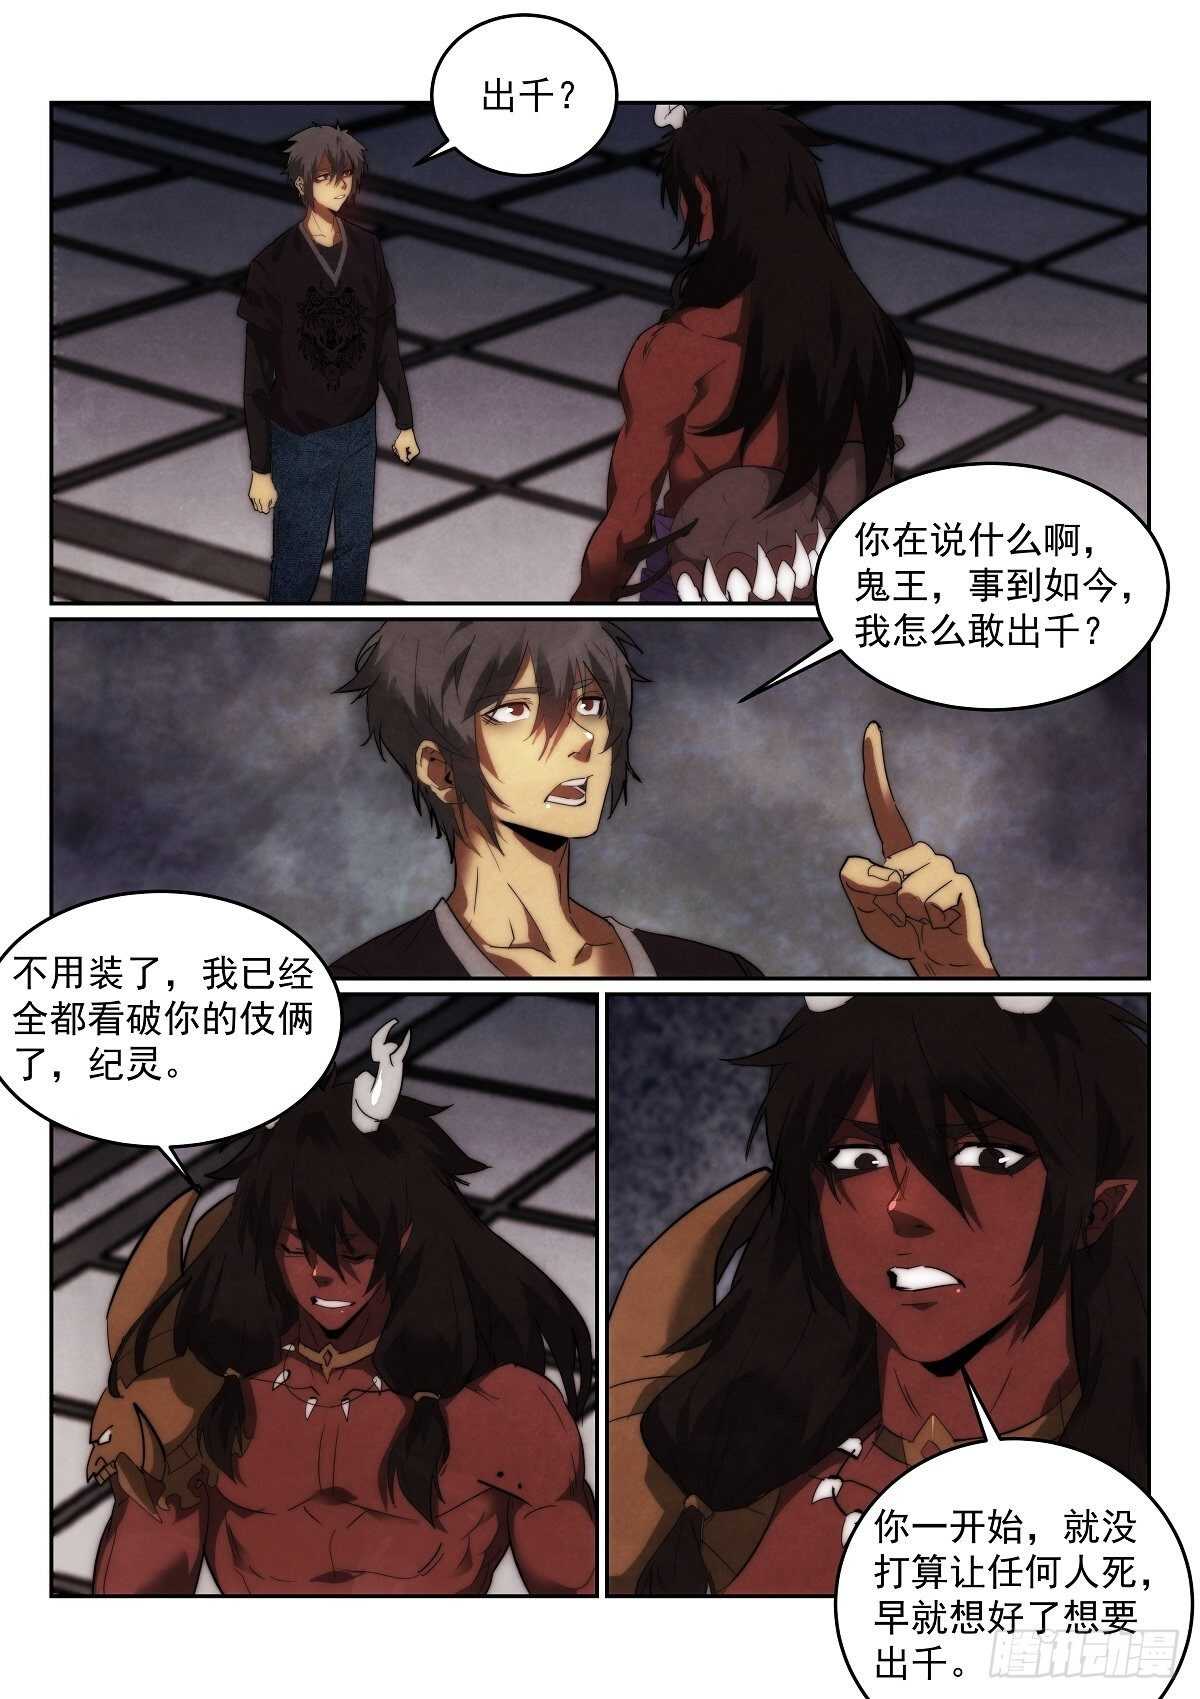 出千？
你在说什么啊，
鬼王，事到如今，
我怎么敢出千？
不用装了，我已经
全都看破你的伎俩
了，纪灵。
你一开始，就没
打算让任何人死，
早就想好了想要
出千。
腾讯动漫